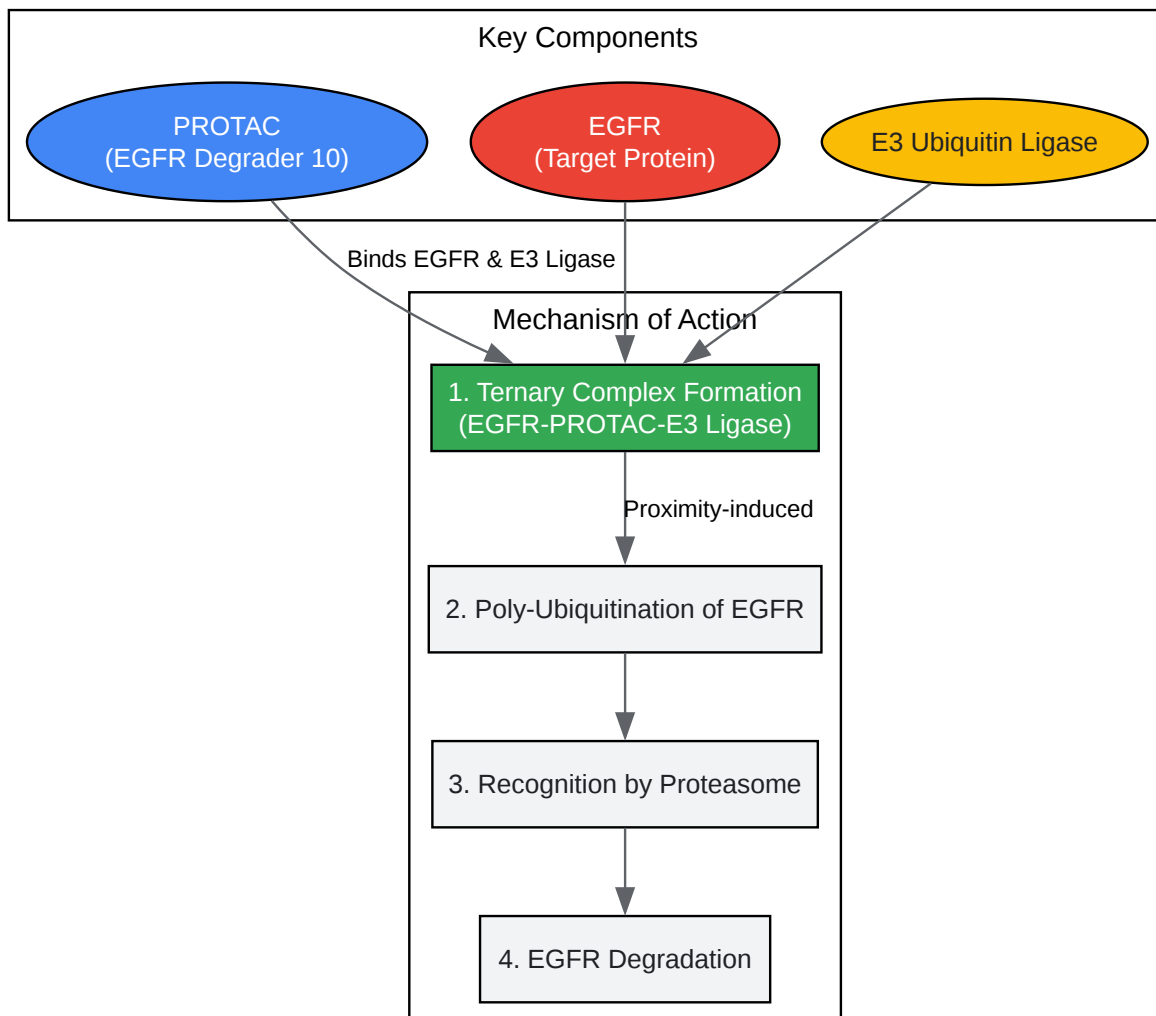 Key Components
PROTAC
(EGFR Degrader 10)
EGFR
(Target Protein)
E3 Ubiquitin Ligase
Binds EGFR & E3 Ligase
Mechanism of Action
1. Ternary Complex Formation
(EGFR-PROTAC-E3 Ligase)
Proximity-induced
2. Poly-Ubiquitination of EGFR
3. Recognition by Proteasome
4. EGFR Degradation